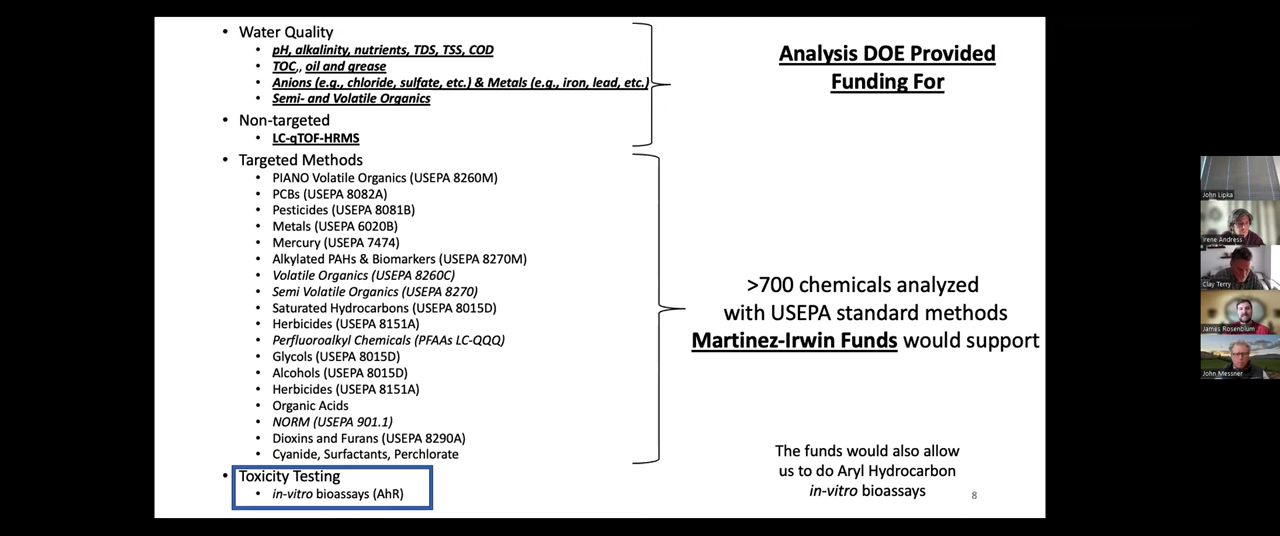 Water Quality
pH, alkalinity, nutrients, TDS, TSS, COD
TOC,, oil and grease
Anions (e.g., chloride, sulfate, etc.) & Metals (e.g., iron, lead, etc.)
Semi- and Volatile Organics
Non-targeted
LC-qTOF-HRMS
Targeted Methods
PIANO Volatile Organics (USEPA 8260M)
PCBs (USEPA 8082A)
Pesticides (USEPA 8081B)
Metals (USEPA 6020B)
Mercury (USEPA 7474)
Alkylated PAHs & Biomarkers (USEPA 8270M)
Volatile Organics (USEPA 8260C)
Semi Volatile Organics (USEPA 8270)
Saturated Hydrocarbons (USEPA 8015D)
Herbicides (USEPA 8151A)
Perfluoroalkyl Chemicals (PFAAs LC-QQQ)
Glycols (USEPA 8015D)
Alcohols (USEPA 8015D)
Herbicides (USEPA 8151A)
Organic Acids
NORM (USEPA 901.1)
Dioxins and Furans (USEPA 8290A)
Cyanide, Surfactants, Perchlorate
Toxicity Testing
in-vitro bioassays (AhR)
Analysis DOE Provided
Funding For
>700 chemicals analyzed
with USEPA standard methods
Martinez-Irwin Funds would support
The funds would also allow
us to do Aryl Hydrocarbon
in-vitro bioassays
8
John Lipka
Irene Andress
Clay Terry
James Rosenblum
John Messner